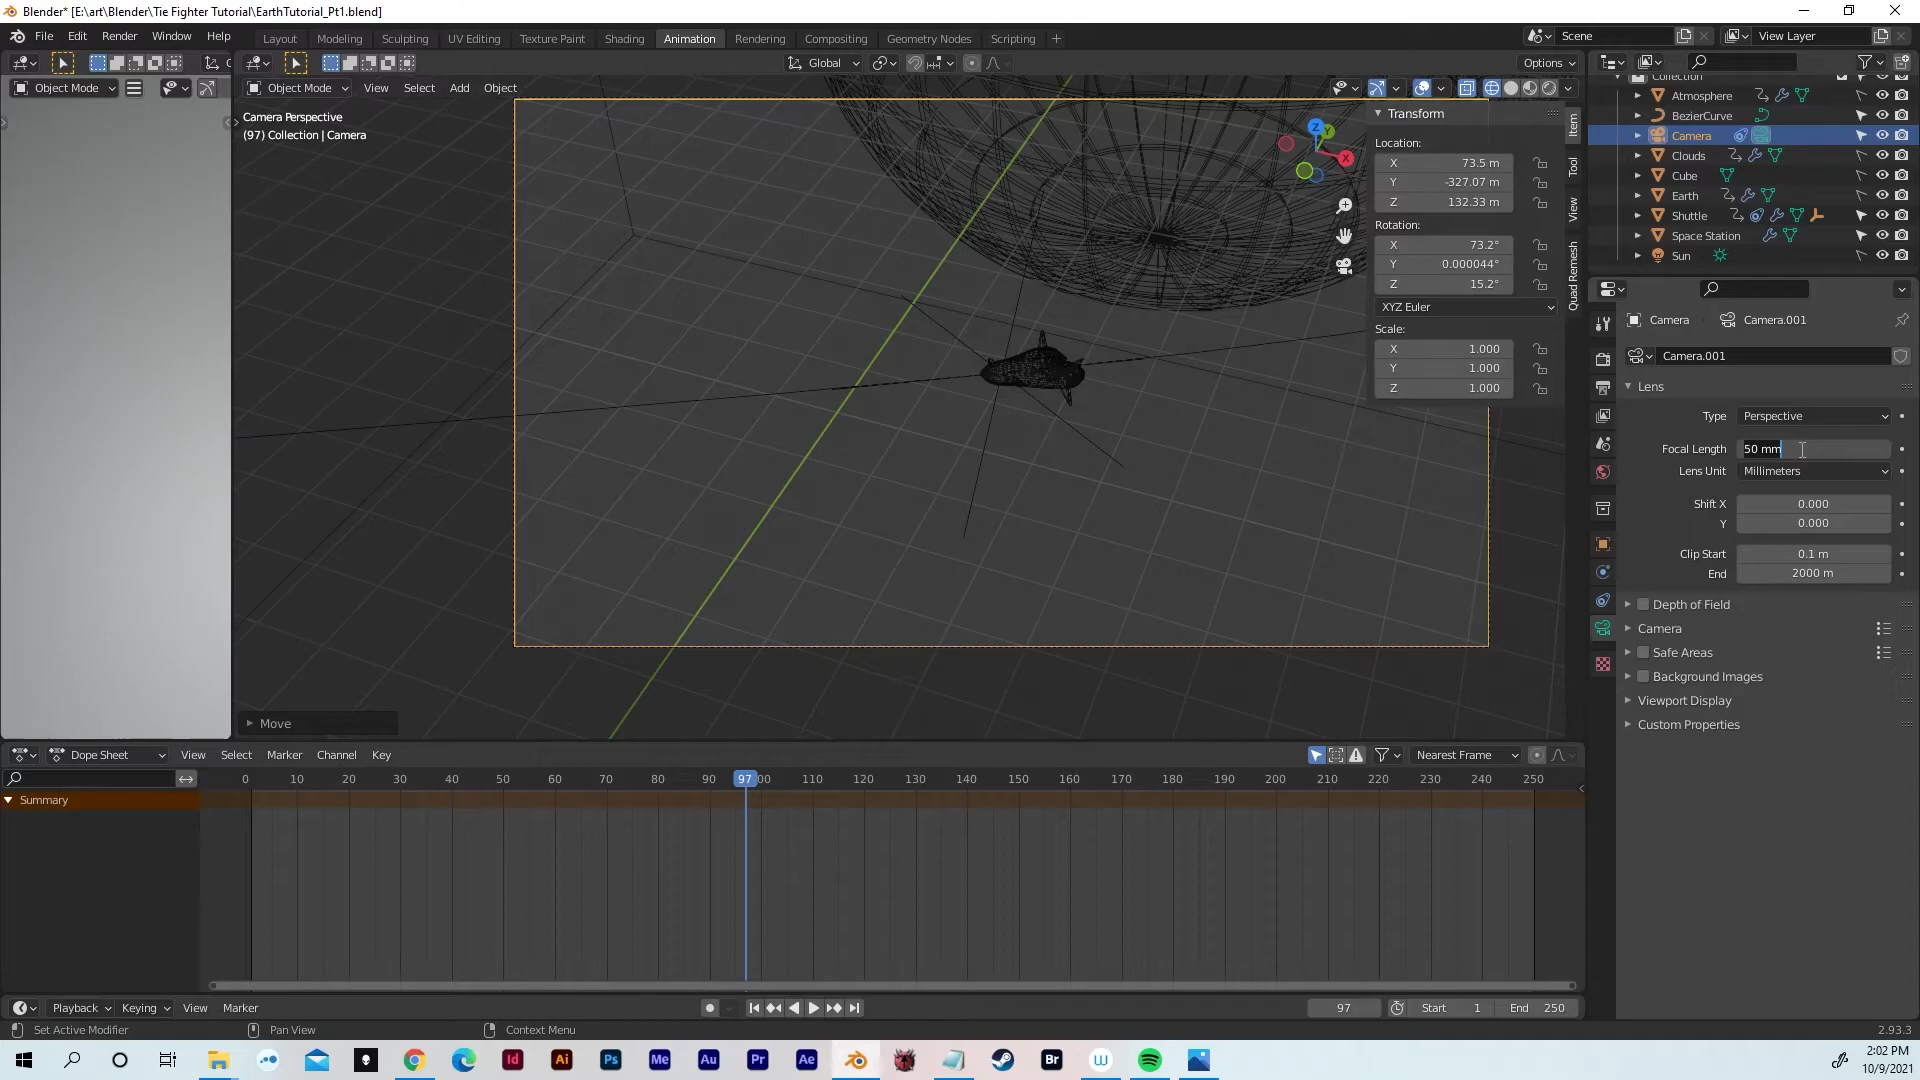 Blender* [E:\art\Blender\Tie Fighter Tutorial\EarthTutorial_Pt1.blend]
File Edit Render Window Help
Layout Modeling Sculpting UV Editing Texture Paint Shading Animation Rendering Compositing Geometry Nodes Scripting +
Scene
View Layer
Global
Options
Object Mode
Object Mode View Select Add Object
Camera Perspective
(97) Collection | Camera
Transform
Location:
X 73.5 m
Y -327.07 m
Z 132.33 m
Rotation:
X 73.2°
Y 0.000044°
Z 15.2°
XYZ Euler
Scale:
X 1.000
Y 1.000
Z 1.000
Item
Tool
View
Quad Remesh
Z
Y
X
Move
Collection
Atmosphere
BezierCurve
Camera
Clouds
Cube
Earth
Shuttle
Space Station
Sun
Camera Camera.001
Camera.001
Lens
Type Perspective
Focal Length 50 mm
Lens Unit Millimeters
Shift X 0.000
Y 0.000
Clip Start 0.1 m
End 2000 m
Depth of Field
Camera
Safe Areas
Background Images
Viewport Display
Custom Properties
Dope Sheet View Select Marker Channel Key
Nearest Frame
0 10 20 30 40 50 60 70 80 90 97 00 110 120 130 140 150 160 170 180 190 200 210 220 230 240 250
Summary
Playback Keying View Marker
97 Start 1 End 250
Set Active Modifier Pan View Context Menu
2.93.3
Id Ai Ps Me Au Pr Ae Br W
2:02 PM
10/9/2021